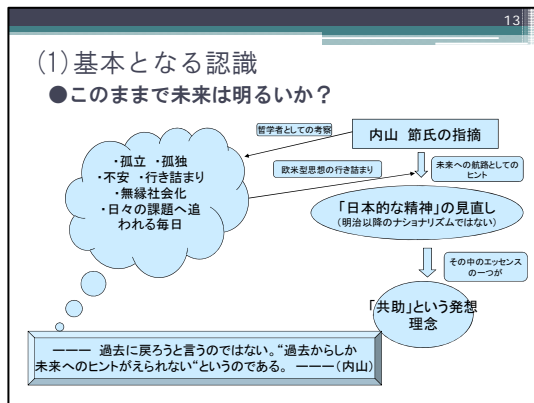 13
(1)基本となる認識
●このままで未来は明るいか？
哲学者としての考察
内山 節氏の指摘
・孤立 ・孤独
・不安 ・行き詰まり
・無縁社会化
・日々の課題へ追
われる毎日
欧米型思想の行き詰まり
未来への航路としての
ヒント
「日本的な精神」の見直し
(明治以降のナショナリズムではない)
その中のエッセンス
の一つが
「共助」という発想
理念
ーーー 過去に戻ろうと言うのではない。“過去からしか
未来へのヒントがえられない“というのである。 ーーー(内山)